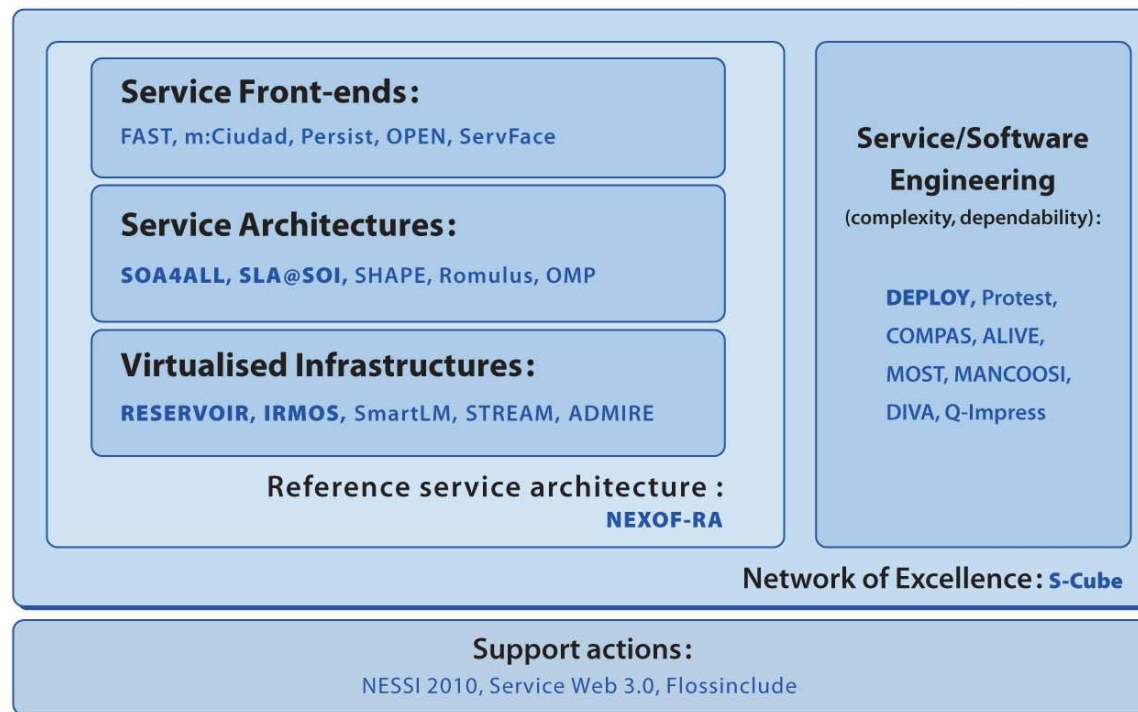 Service Front-ends:
FAST, m:Ciudad, Persist, OPEN, ServFace
Service Architectures:
SOA4ALL, SLA@SOI, SHAPE, Romulus, OMP
Virtualised Infrastructures:
RESERVOIR, IRMOS, SmartLM, STREAM, ADMIRE
Reference service architecture :
NEXOF-RA
Service/Software
Engineering
(complexity, dependability):
DEPLOY, Protest,
COMPAS, ALIVE,
MOST, MANCOOSI,
DIVA, Q-Impress
Network of Excellence: S-Cube
Support actions:
NESSI 2010, Service Web 3.0, Flossinclude